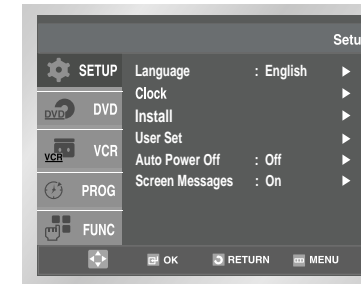 Setu
SETUP
Language : English ►
Clock ►
Install ►
User Set ►
Auto Power Off : Off ►
Screen Messages : On ►
DVD DVD
VCR VCR
PROG
FUNC
OK RETURN MENU